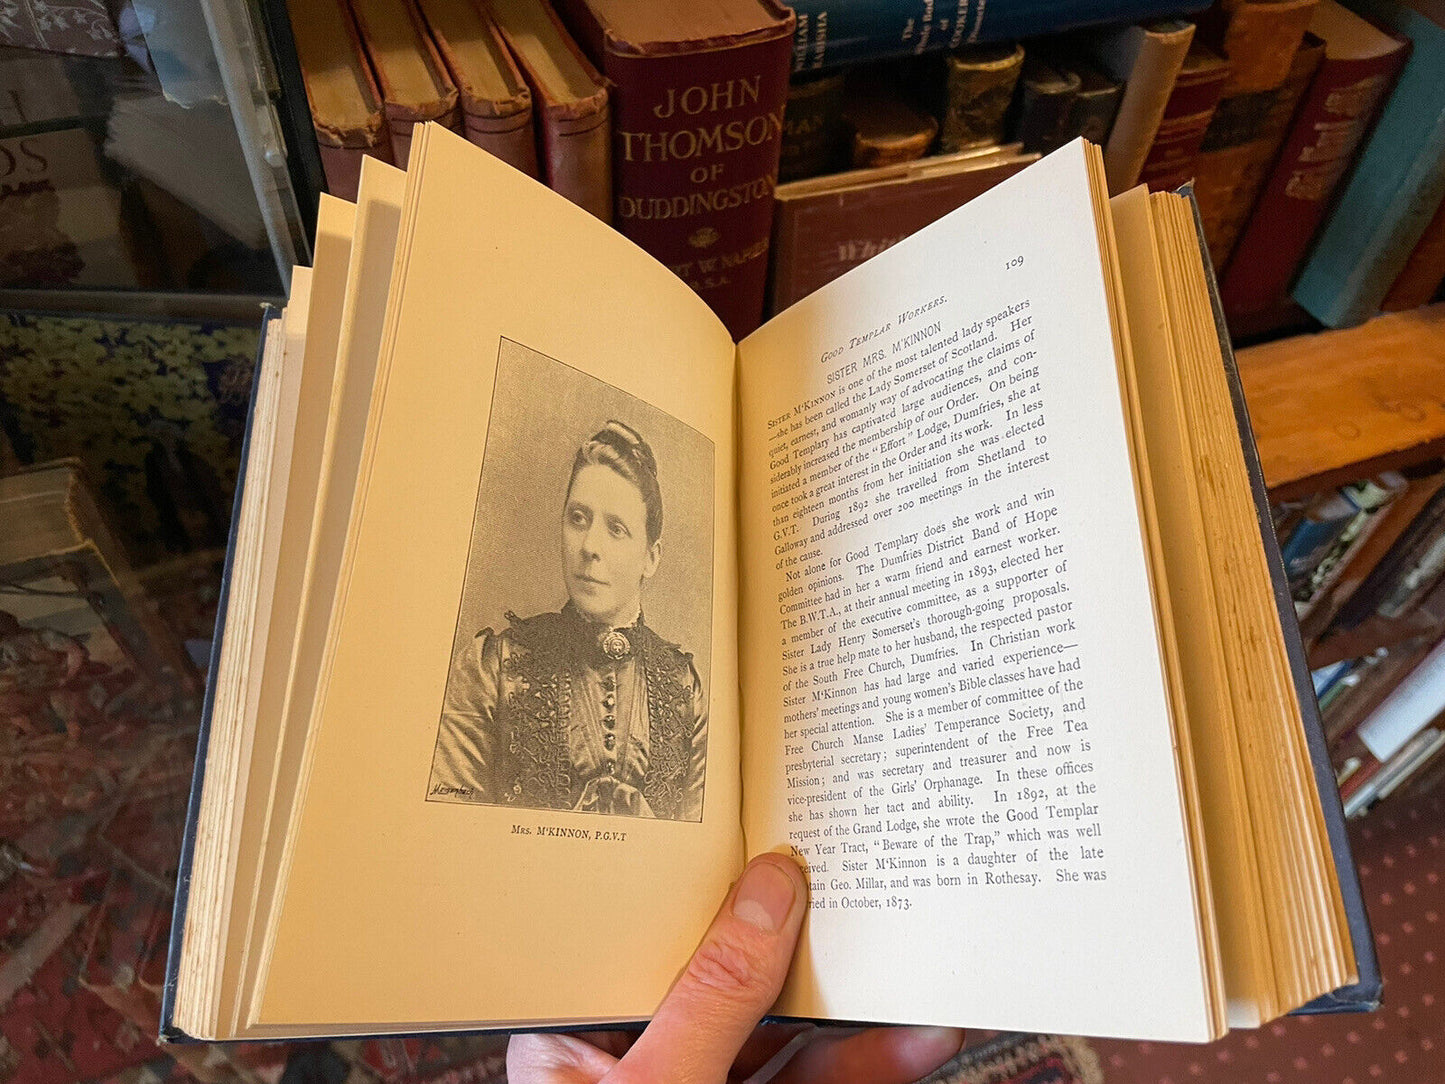 JOHN
THOMSON
OF
DUDDINGSTON
W. NAPIER
The
of
COOKERY
Mengenbach
MRS. M'KINNON, P.G.V.T
109
GOOD TEMPLAR WORKERS.
SISTER MRS. M'KINNON
SISTER M'KINNON is one of the most talented lady speakers
—she has been called the Lady Somerset of Scotland. Her
quiet, earnest, and womanly way of advocating the claims of
Good Templary has captivated large audiences, and con-
siderably increased the membership of our Order. On being
initiated a member of the "Effort" Lodge, Dumfries, she at
once took a great interest in the Order and its work. In less
than eighteen months from her initiation she was elected
G.V.T. During 1892 she travelled from Shetland to
Galloway and addressed over 200 meetings in the interest
of the cause.
Not alone for Good Templary does she work and win
golden opinions. The Dumfries District Band of Hope
Committee had in her a warm friend and earnest worker.
The B.W.T.A., at their annual meeting in 1893, elected her
a member of the executive committee, as a supporter of
Sister Lady Henry Somerset's thorough-going proposals.
She is a true help mate to her husband, the respected pastor
of the South Free Church, Dumfries. In Christian work
Sister M'Kinnon has had large and varied experience—
mothers' meetings and young women's Bible classes have had
her special attention. She is a member of committee of the
Free Church Manse Ladies' Temperance Society, and
presbyterial secretary; superintendent of the Free Tea
Mission; and was secretary and treasurer and now is
vice-president of the Girls' Orphanage. In these offices
she has shown her tact and ability. In 1892, at the
request of the Grand Lodge, she wrote the Good Templar
New Year Tract, "Beware of the Trap," which was well
ceived. Sister M'Kinnon is a daughter of the late
tain Geo. Millar, and was born in Rothesay. She was
ried in October, 1873.